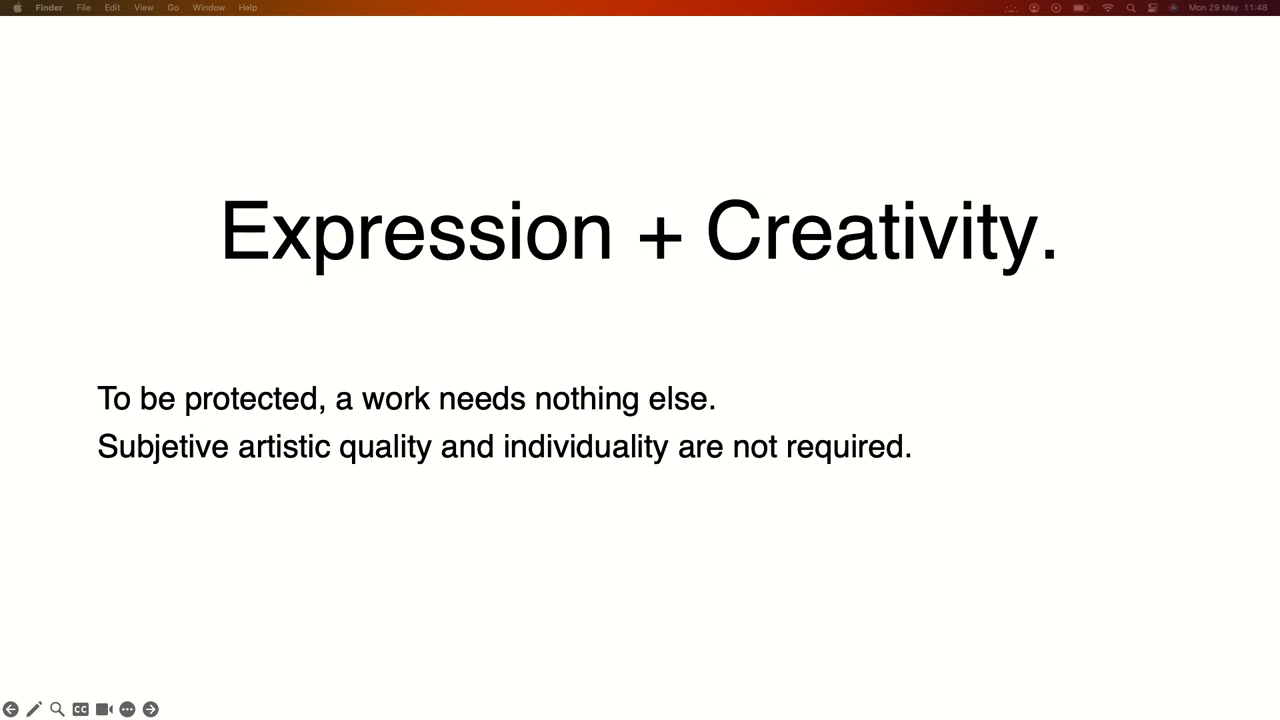 Finder File Edit View Go Window Help Mon 29 May 11:48
Expression + Creativity.
To be protected, a work needs nothing else.
Subjetive artistic quality and individuality are not required.
CC